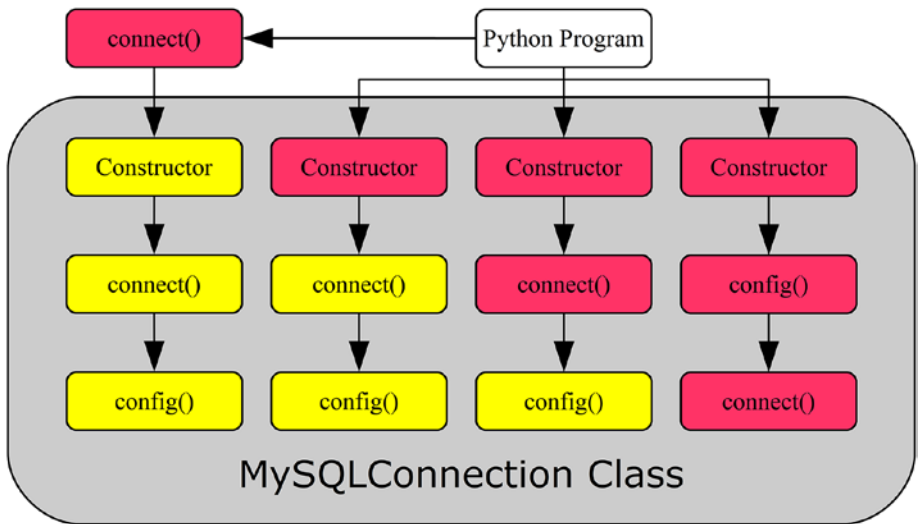 connect()
Python Program
Constructor
Constructor
Constructor
Constructor
connect()
connect()
connect()
config()
config()
config()
config()
connect()
MySQLConnection Class